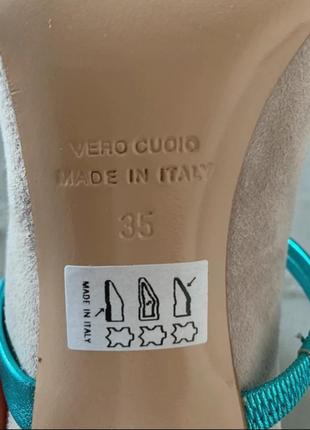 VERO CUOIO
MADE IN ITALY
35
MADE IN
ITALY